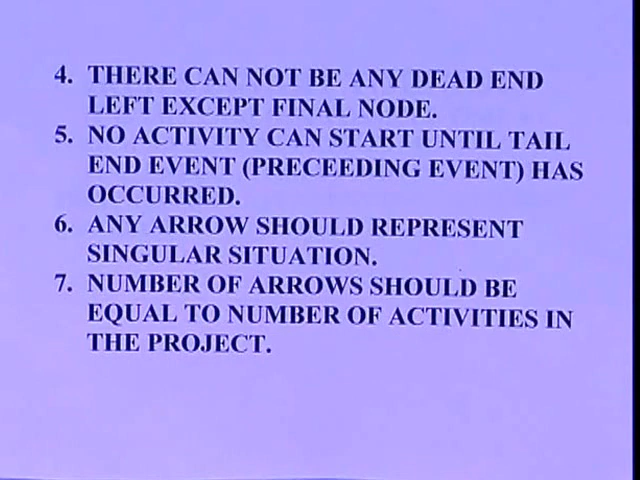 4. THERE CAN NOT BE ANY DEAD END
LEFT EXCEPT FINAL NODE.
5. NO ACTIVITY CAN START UNTIL TAIL
END EVENT (PRECEEDING EVENT) HAS
OCCURRED.
6. ANY ARROW SHOULD REPRESENT
SINGULAR SITUATION.
7. NUMBER OF ARROWS SHOULD BE
EQUAL TO NUMBER OF ACTIVITIES IN
THE PROJECT.